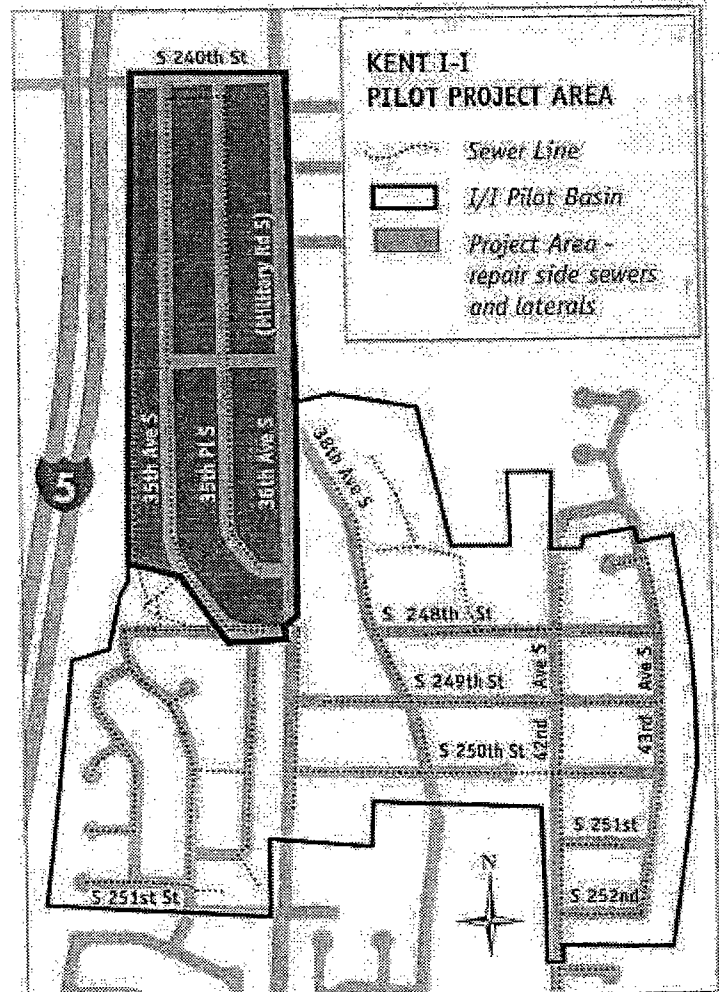 S 240th St
KENT I-I
PILOT PROJECT AREA
Sewer Line
I/I Pilot Basin
Project Area -
repair side sewers
and laterals
(Military Rd S)
35th Ave S
35th Pl S
36th Ave S
38th Ave S
5
S 248th St
S 249th St
42nd Ave S
43rd Ave S
S 250th St
S 251st
S 252nd
S 251st St
N